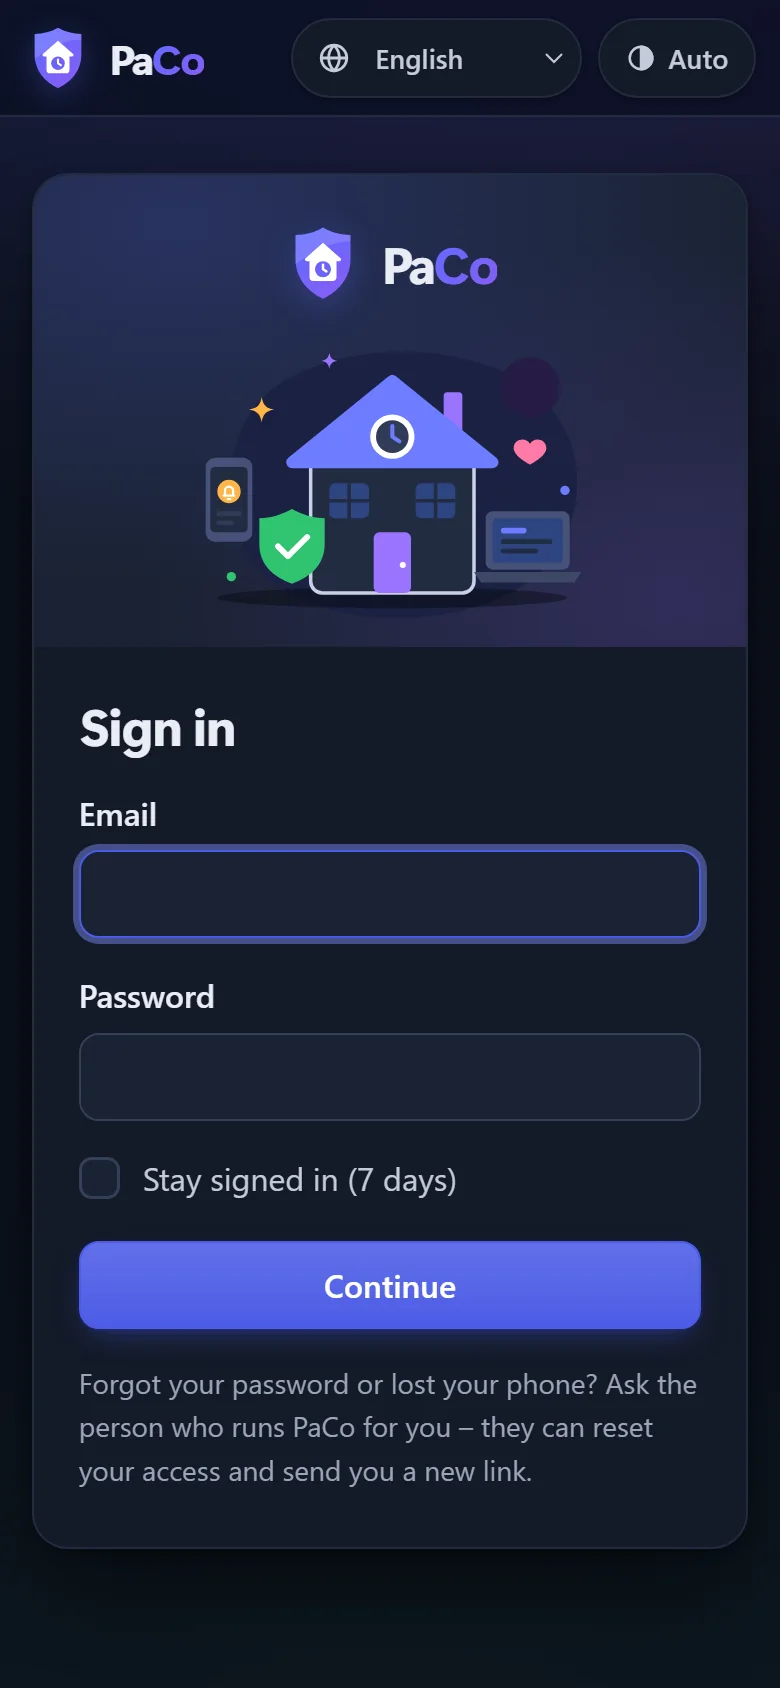 PaCo
English
Auto
PaCo
Sign in
Email
Password
Stay signed in (7 days)
Continue
Forgot your password or lost your phone? Ask the
person who runs PaCo for you – they can reset
your access and send you a new link.